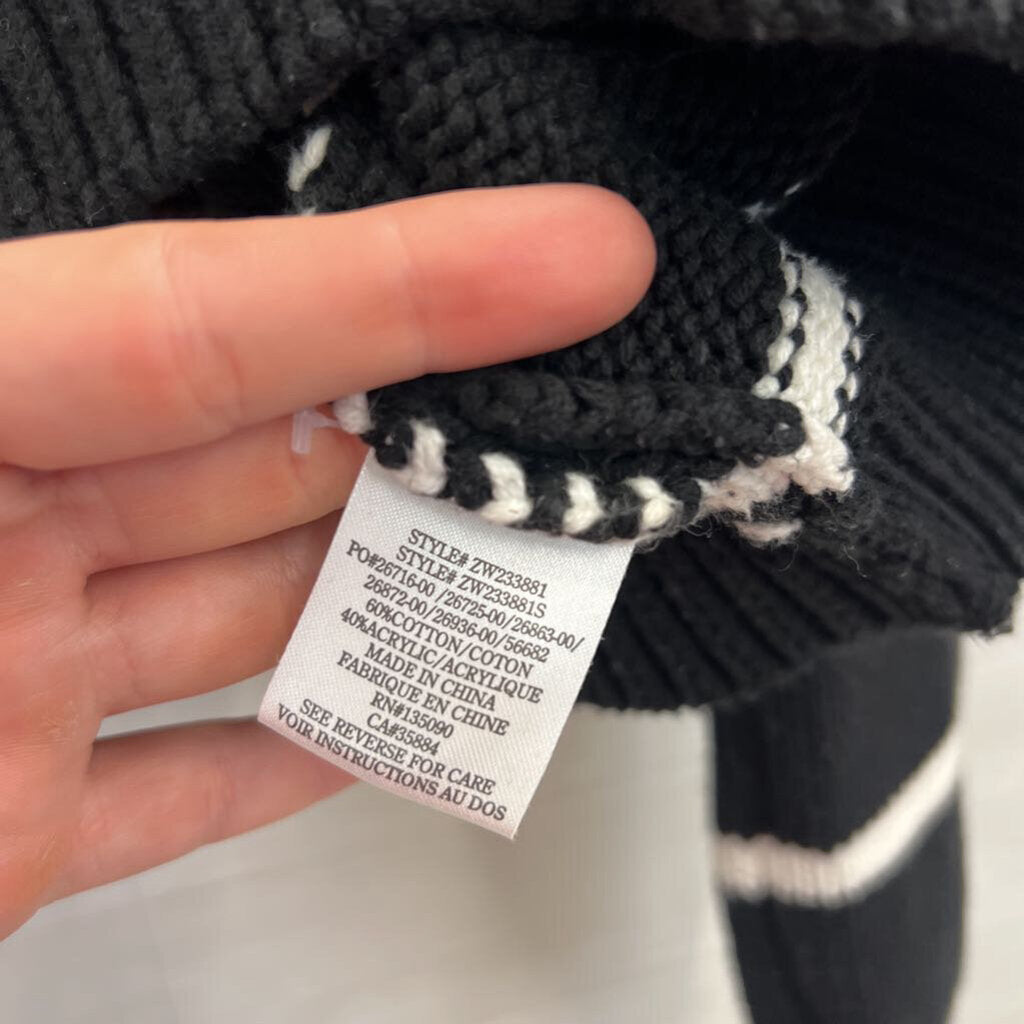 STYLE# ZW233881
STYLE# ZW233881S
PO#26716-00 /26725-00/26863-00/
26872-00/26936-00/56682
60%COTTON/COTON
40%ACRYLIC/ACRYLIQUE
MADE IN CHINA
FABRIQUE EN CHINE
RN#135090
CA#35884
SEE REVERSE FOR CARE
VOIR INSTRUCTIONS AU DOS